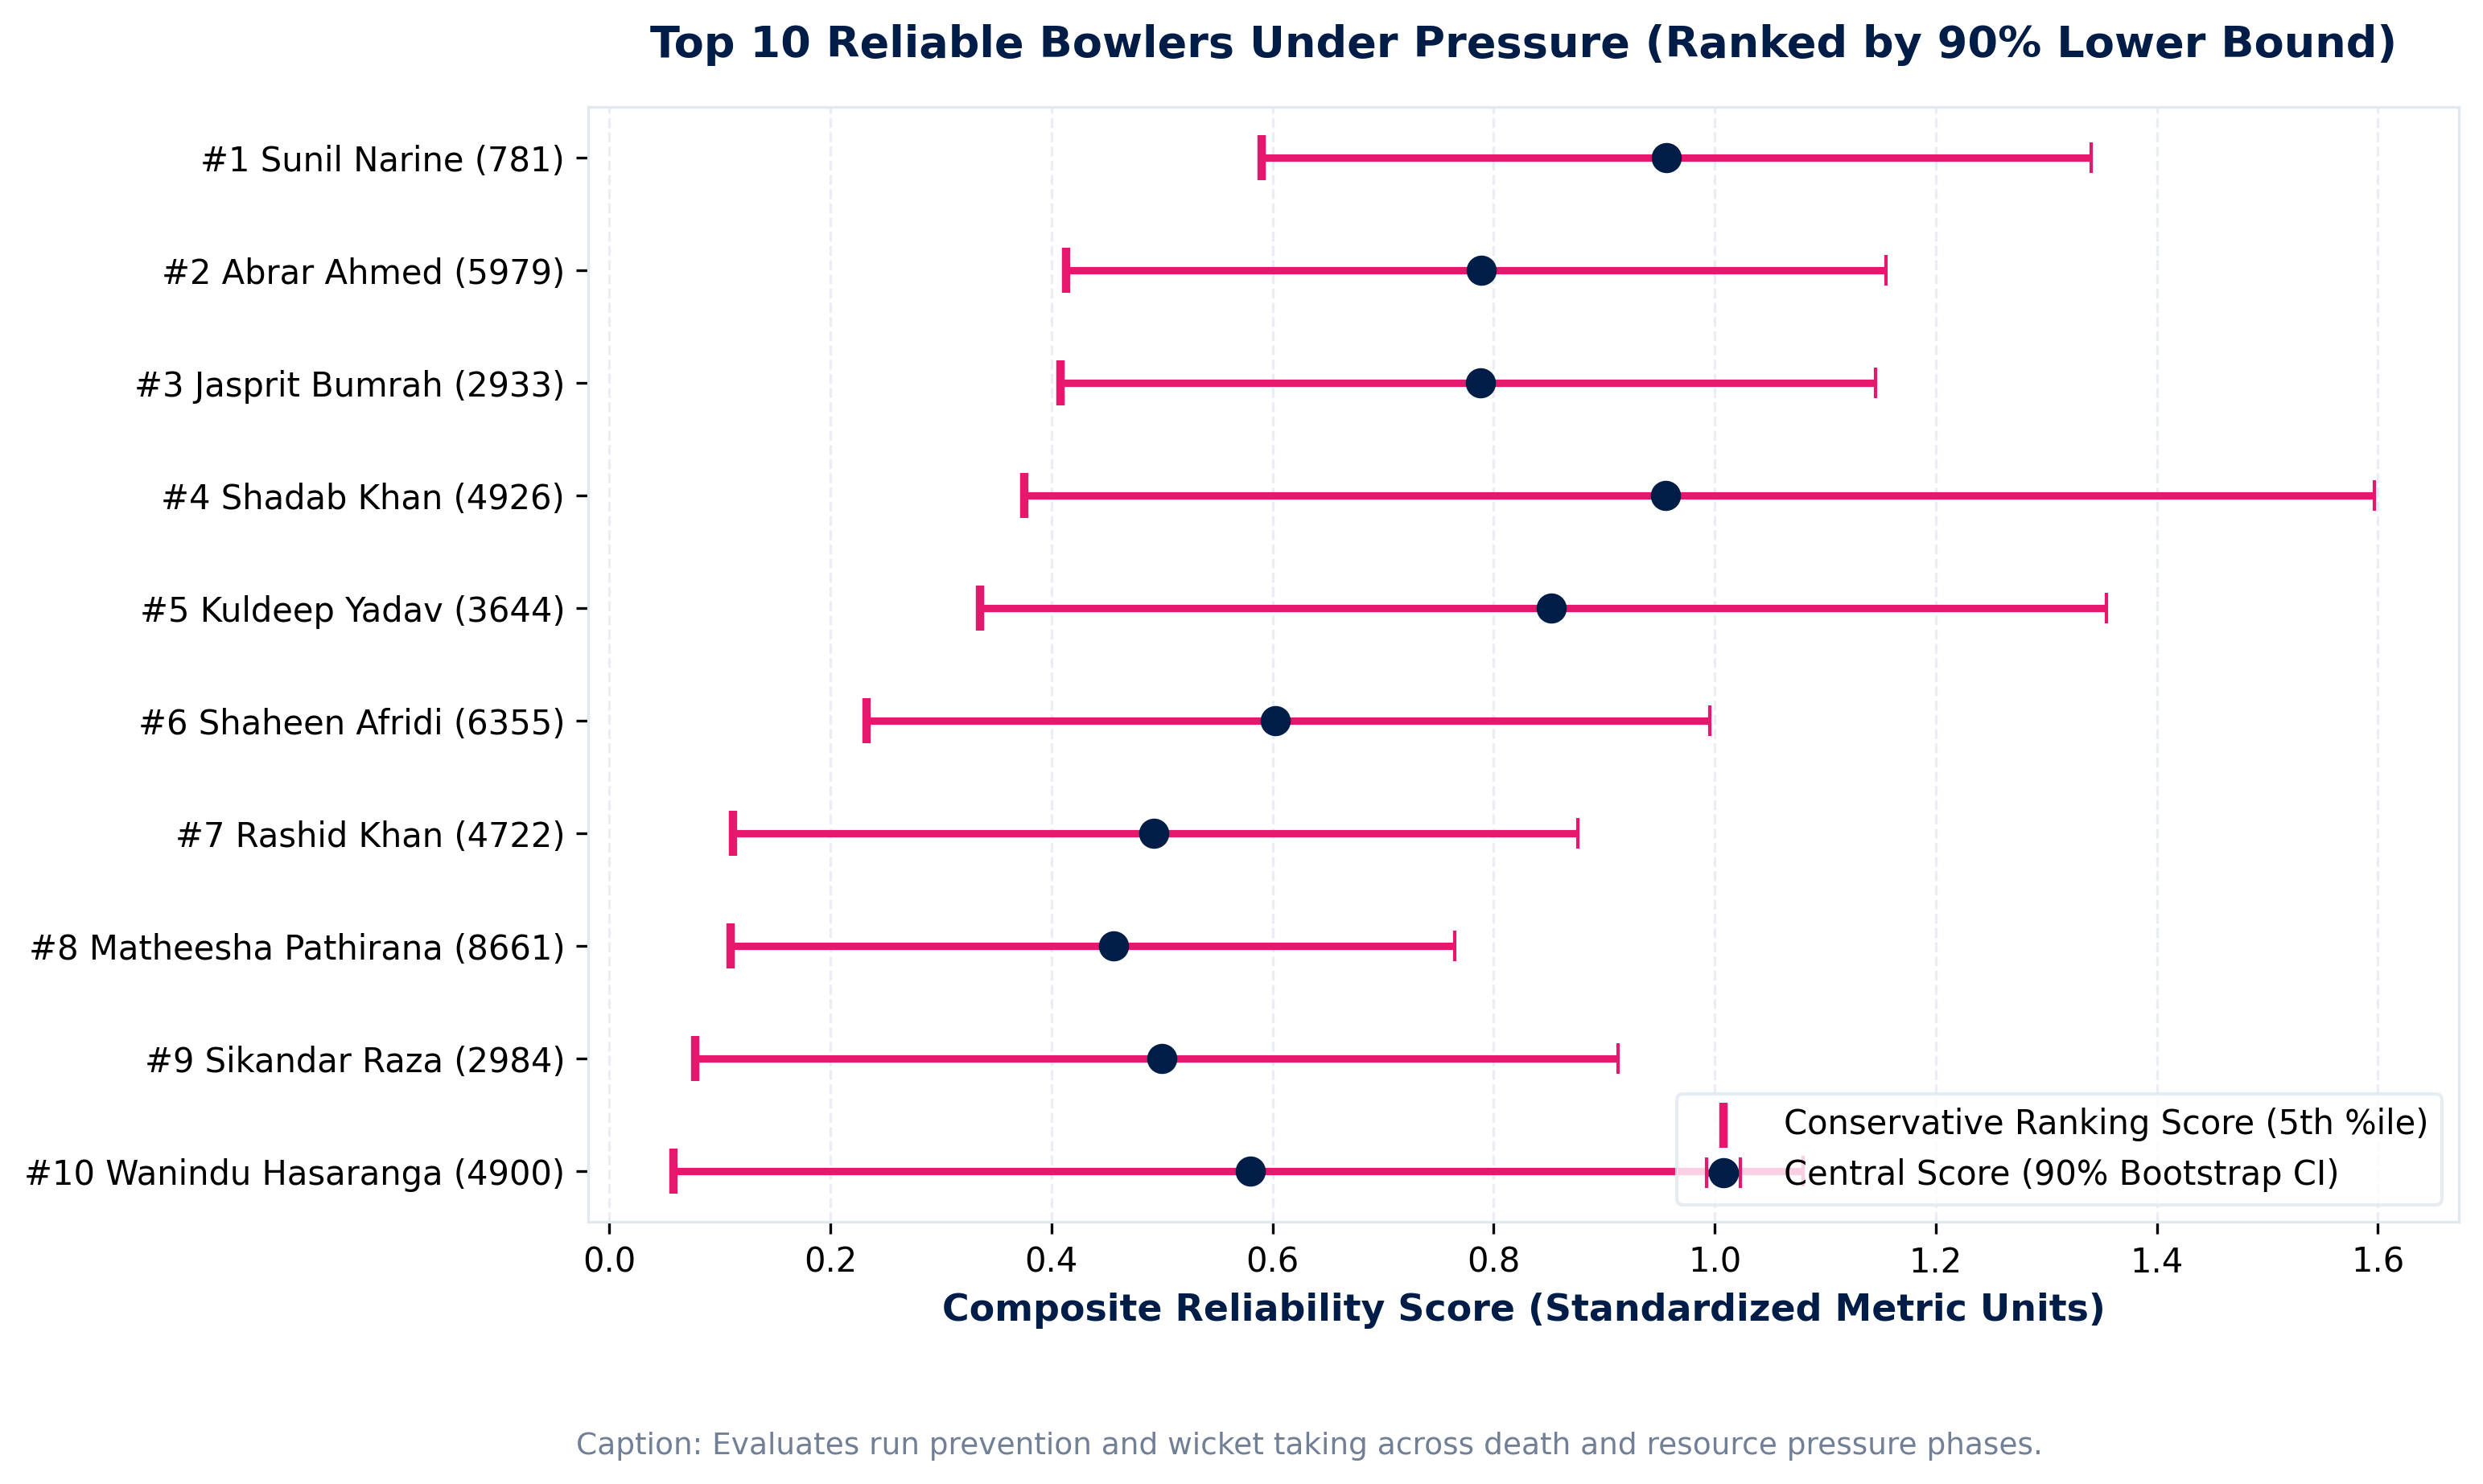 Top 10 Reliable Bowlers Under Pressure (Ranked by 90% Lower Bound)
#1 Sunil Narine (781)
#2 Abrar Ahmed (5979)
#3 Jasprit Bumrah (2933)
#4 Shadab Khan (4926)
#5 Kuldeep Yadav (3644)
#6 Shaheen Afridi (6355)
#7 Rashid Khan (4722)
#8 Matheesha Pathirana (8661)
#9 Sikandar Raza (2984)
#10 Wanindu Hasaranga (4900)
Conservative Ranking Score (5th %ile)
Central Score (90% Bootstrap CI)
0.0 0.2 0.4 0.6 0.8 1.0 1.2 1.4 1.6
Composite Reliability Score (Standardized Metric Units)
Caption: Evaluates run prevention and wicket taking across death and resource pressure phases.